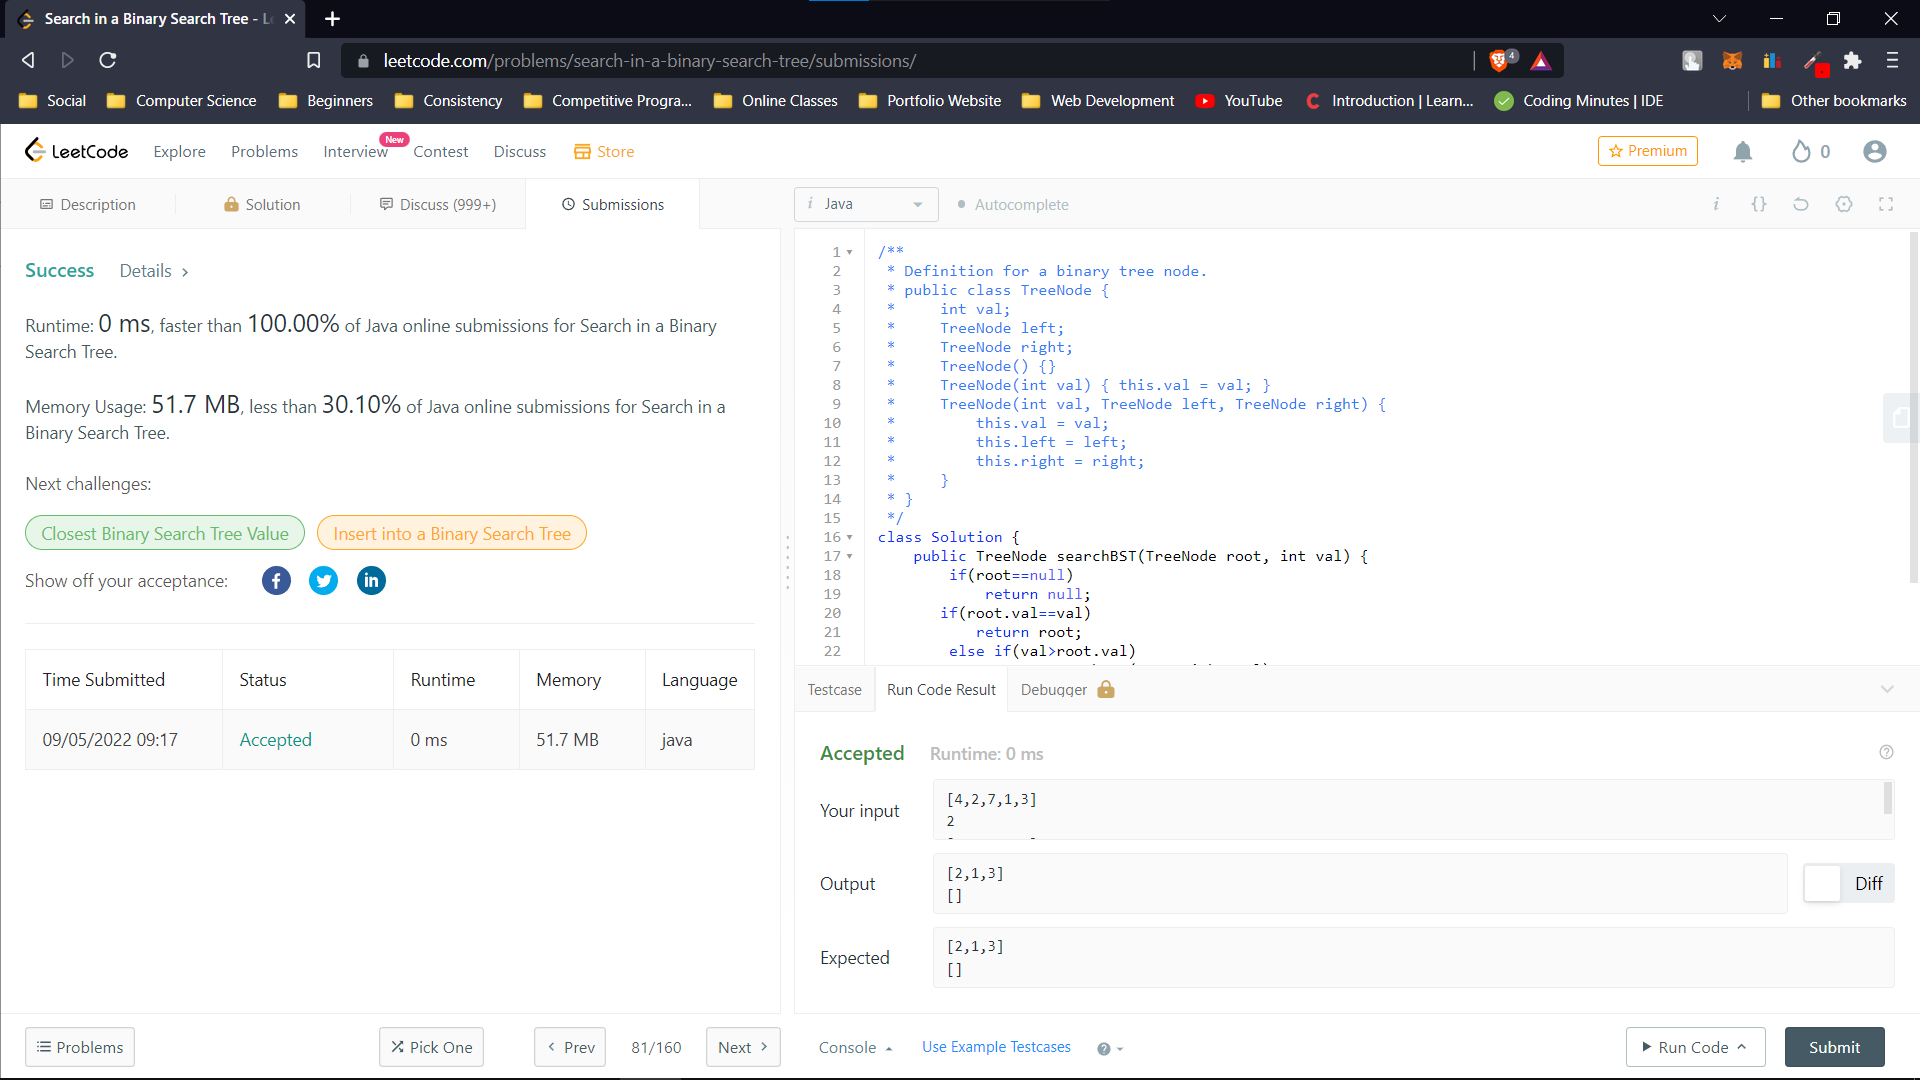 Search in a Binary Search Tree - L
leetcode.com/problems/search-in-a-binary-search-tree/submissions/
4
Social
Computer Science
Beginners
Consistency
Competitive Progra...
Online Classes
Portfolio Website
Web Development
YouTube
Introduction | Learn...
Coding Minutes | IDE
Other bookmarks
LeetCode
Explore
Problems
Interview
New
Contest
Discuss
Store
Premium
0
Description
Solution
Discuss (999+)
Submissions
i Java
Autocomplete
Success
Details >
Runtime: 0 ms, faster than 100.00% of Java online submissions for Search in a Binary
Search Tree.
Memory Usage: 51.7 MB, less than 30.10% of Java online submissions for Search in a
Binary Search Tree.
Next challenges:
Closest Binary Search Tree Value
Insert into a Binary Search Tree
Show off your acceptance:
Time Submitted Status Runtime Memory Language
09/05/2022 09:17 Accepted 0 ms 51.7 MB java
1 /**
2 * Definition for a binary tree node.
3 * public class TreeNode {
4 * int val;
5 * TreeNode left;
6 * TreeNode right;
7 * TreeNode() {}
8 * TreeNode(int val) { this.val = val; }
9 * TreeNode(int val, TreeNode left, TreeNode right) {
10 * this.val = val;
11 * this.left = left;
12 * this.right = right;
13 * }
14 * }
15 */
16 class Solution {
17 public TreeNode searchBST(TreeNode root, int val) {
18 if(root==null)
19 return null;
20 if(root.val==val)
21 return root;
22 else if(val>root.val)
Testcase
Run Code Result
Debugger
Accepted
Runtime: 0 ms
Your input
[4,2,7,1,3]
2
Output
[2,1,3]
[]
Diff
Expected
[2,1,3]
[]
Problems
Pick One
< Prev
81/160
Next >
Console
Use Example Testcases
Run Code
Submit